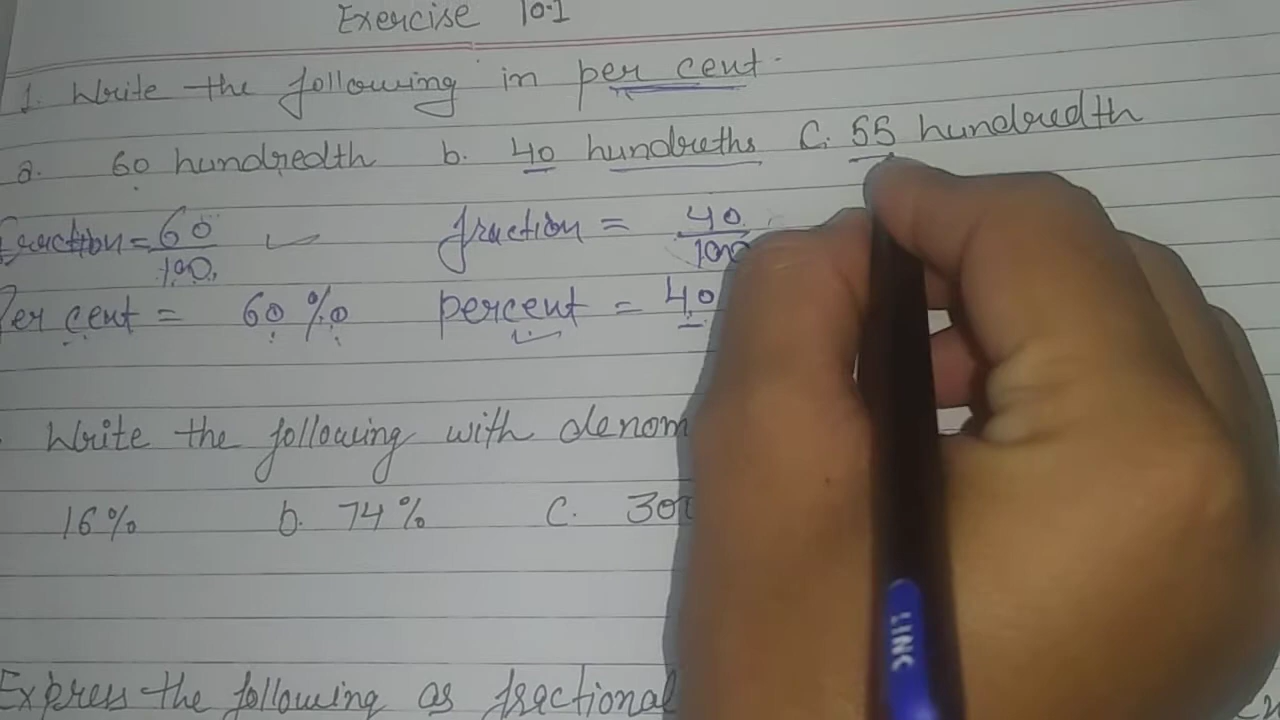 Exercise 10.1
1. Write the following in per cent.
a. 60 hundredth b. 40 hundreths C. 55 hundredth
fraction = 60/100 fraction = 40/100
Per cent = 60% percent = 40
Write the following with denom
16% b. 74% C. 30
Express the following as fractional
LINC